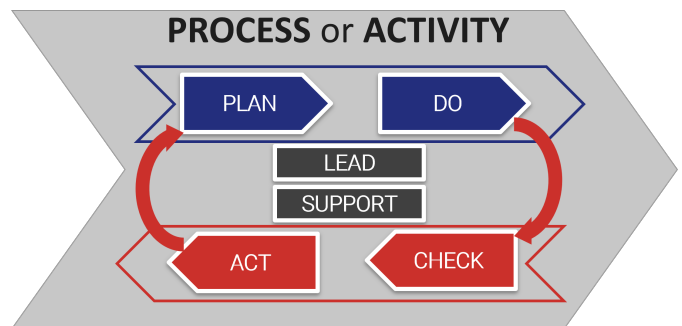 PROCESS or ACTIVITY
PLAN
DO
LEAD
SUPPORT
ACT
CHECK